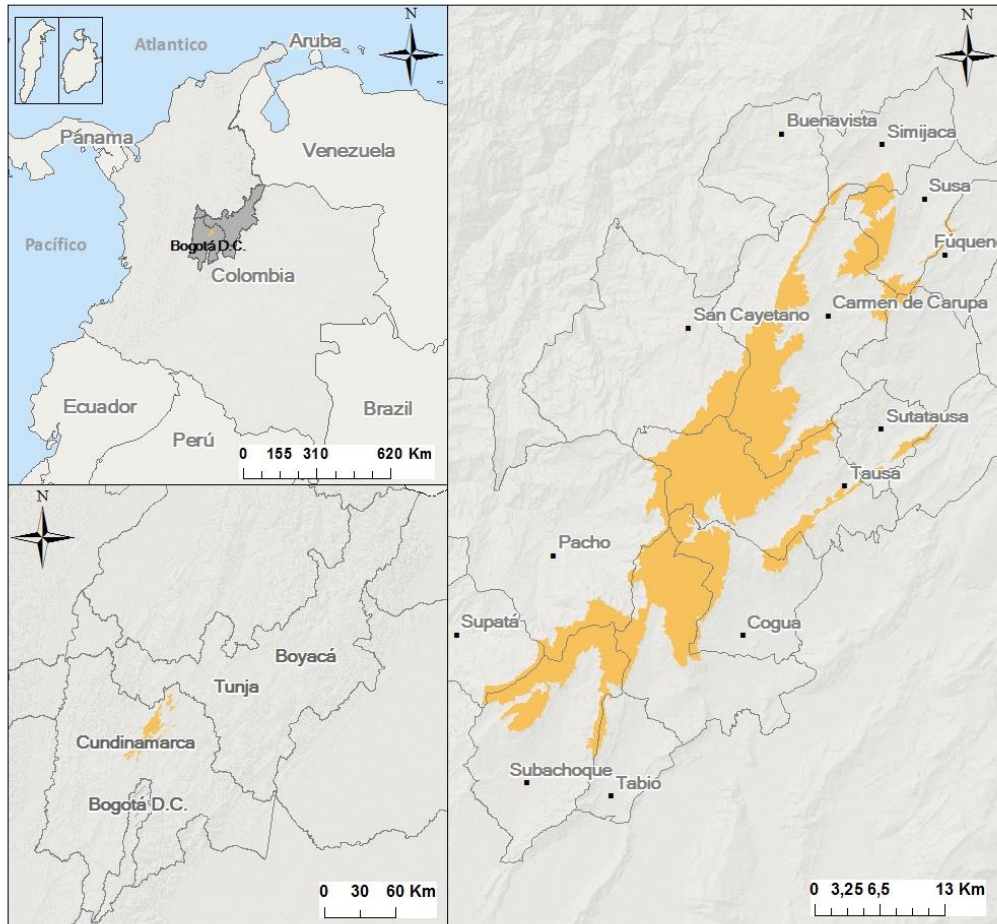 N
Atlantico
Aruba
Pánama
Venezuela
Pacífico
Bogotá D.C.
Colombia
Ecuador
Perú
Brazil
0 155 310 620 Km
N
Boyacá
Tunja
Cundinamarca
Bogotá D.C.
0 30 60 Km
N
Buenavista
Simijaca
Susa
Fúquene
San Cayetano
Carmen de Carupa
Sutatausa
Tausa
Pacho
Supatá
Cogua
Subachoque
Tabio
0 3,25 6,5 13 Km